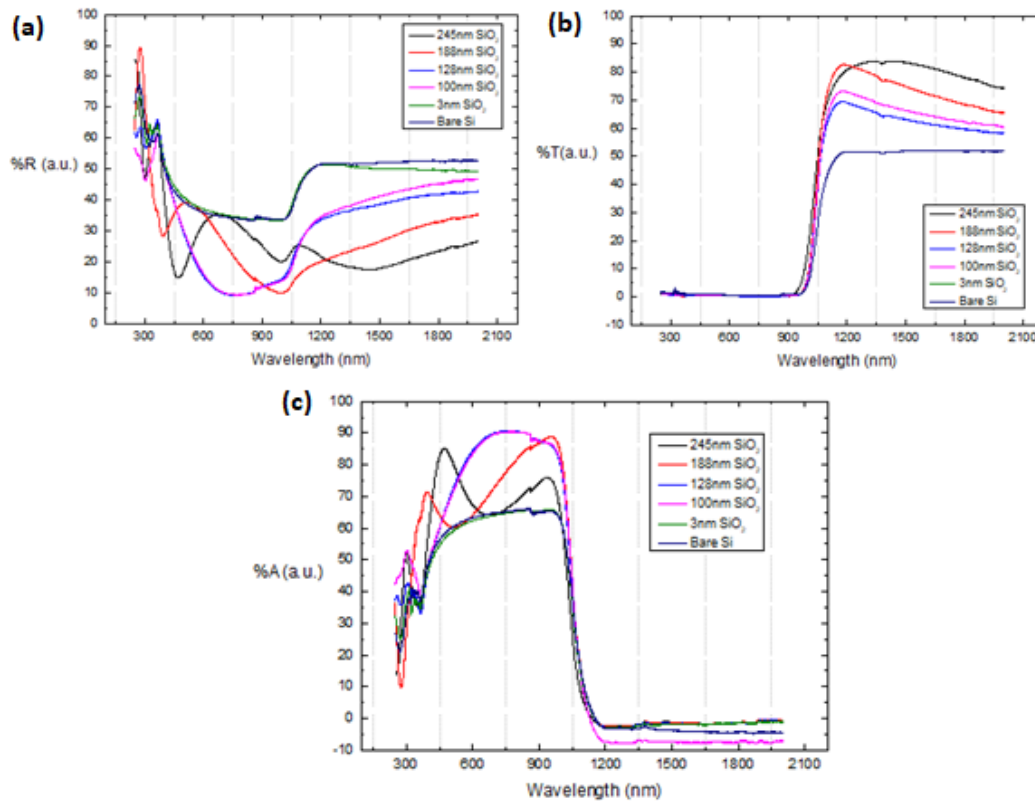 (a)
%R (a.u.)
100
90
80
70
60
50
40
30
20
10
0
300 600 900 1200 1500 1800 2100
Wavelength (nm)
245nm SiO₂
188nm SiO₂
128nm SiO₂
100nm SiO₂
3nm SiO₂
Bare Si
(b)
%T(a.u.)
100
90
80
70
60
50
40
30
20
10
0
-10
300 600 900 1200 1500 1800 2100
Wavelength (nm)
245nm SiO₂
188nm SiO₂
128nm SiO₂
100nm SiO₂
3nm SiO₂
Bare Si
(c)
%A (a.u.)
100
90
80
70
60
50
40
30
20
10
0
-10
300 600 900 1200 1500 1800 2100
Wavelength (nm)
245nm SiO₂
188nm SiO₂
128nm SiO₂
100nm SiO₂
3nm SiO₂
Bare Si